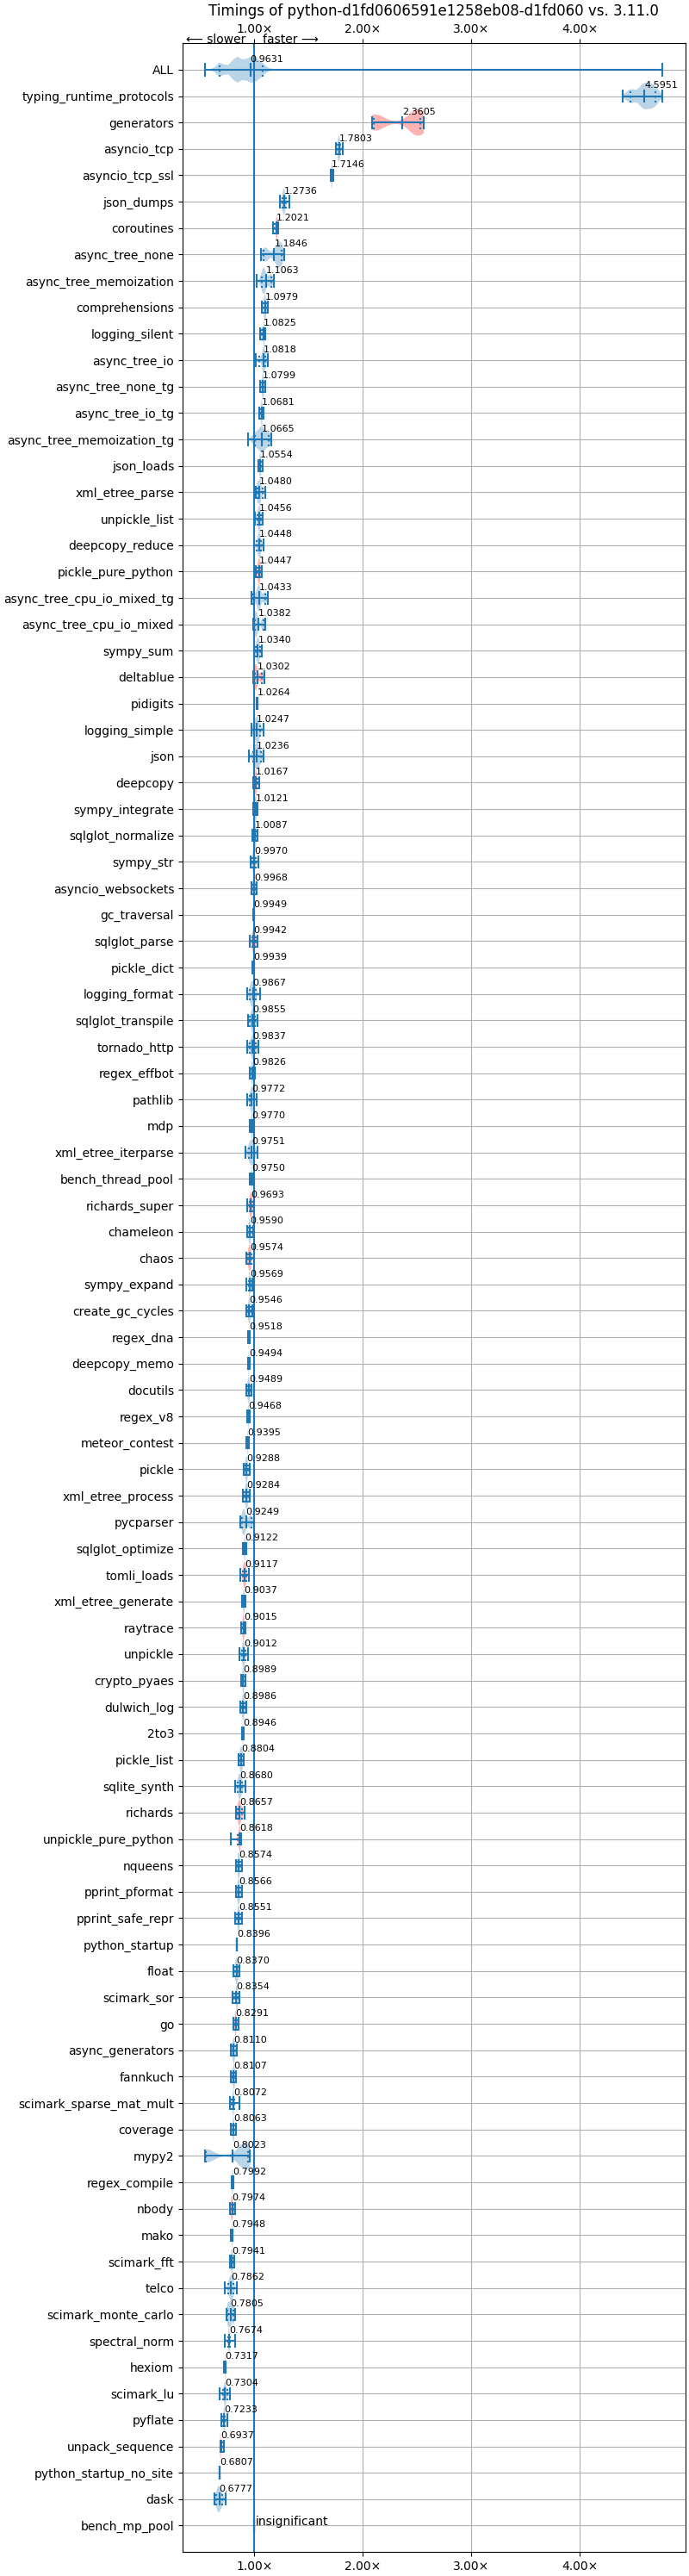 Timings of python-d1fd0606591e1258eb08-d1fd060 vs. 3.11.0
1.00× 2.00× 3.00× 4.00×
⟵ slower faster ⟶
ALL 0.9631
typing_runtime_protocols 4.5951
generators 2.3605
asyncio_tcp 1.7803
asyncio_tcp_ssl 1.7146
json_dumps 1.2736
coroutines 1.2021
async_tree_none 1.1846
async_tree_memoization 1.1063
comprehensions 1.0979
logging_silent 1.0825
async_tree_io 1.0818
async_tree_none_tg 1.0799
async_tree_io_tg 1.0681
async_tree_memoization_tg 1.0665
json_loads 1.0554
xml_etree_parse 1.0480
unpickle_list 1.0456
deepcopy_reduce 1.0448
pickle_pure_python 1.0447
async_tree_cpu_io_mixed_tg 1.0433
async_tree_cpu_io_mixed 1.0382
sympy_sum 1.0340
deltablue 1.0302
pidigits 1.0264
logging_simple 1.0247
json 1.0236
deepcopy 1.0167
sympy_integrate 1.0121
sqlglot_normalize 1.0087
sympy_str 0.9970
asyncio_websockets 0.9968
gc_traversal 0.9949
sqlglot_parse 0.9942
pickle_dict 0.9939
logging_format 0.9867
sqlglot_transpile 0.9855
tornado_http 0.9837
regex_effbot 0.9826
pathlib 0.9772
mdp 0.9770
xml_etree_iterparse 0.9751
bench_thread_pool 0.9750
richards_super 0.9693
chameleon 0.9590
chaos 0.9574
sympy_expand 0.9569
create_gc_cycles 0.9546
regex_dna 0.9518
deepcopy_memo 0.9494
docutils 0.9489
regex_v8 0.9468
meteor_contest 0.9395
pickle 0.9288
xml_etree_process 0.9284
pycparser 0.9249
sqlglot_optimize 0.9122
tomli_loads 0.9117
xml_etree_generate 0.9037
raytrace 0.9015
unpickle 0.9012
crypto_pyaes 0.8989
dulwich_log 0.8986
2to3 0.8946
pickle_list 0.8804
sqlite_synth 0.8680
richards 0.8657
unpickle_pure_python 0.8618
nqueens 0.8574
pprint_pformat 0.8566
pprint_safe_repr 0.8551
python_startup 0.8396
float 0.8370
scimark_sor 0.8354
go 0.8291
async_generators 0.8110
fannkuch 0.8107
scimark_sparse_mat_mult 0.8072
coverage 0.8063
mypy2 0.8023
regex_compile 0.7992
nbody 0.7974
mako 0.7948
scimark_fft 0.7941
telco 0.7862
scimark_monte_carlo 0.7805
spectral_norm 0.7674
hexiom 0.7317
scimark_lu 0.7304
pyflate 0.7233
unpack_sequence 0.6937
python_startup_no_site 0.6807
dask 0.6777
bench_mp_pool insignificant
1.00× 2.00× 3.00× 4.00×